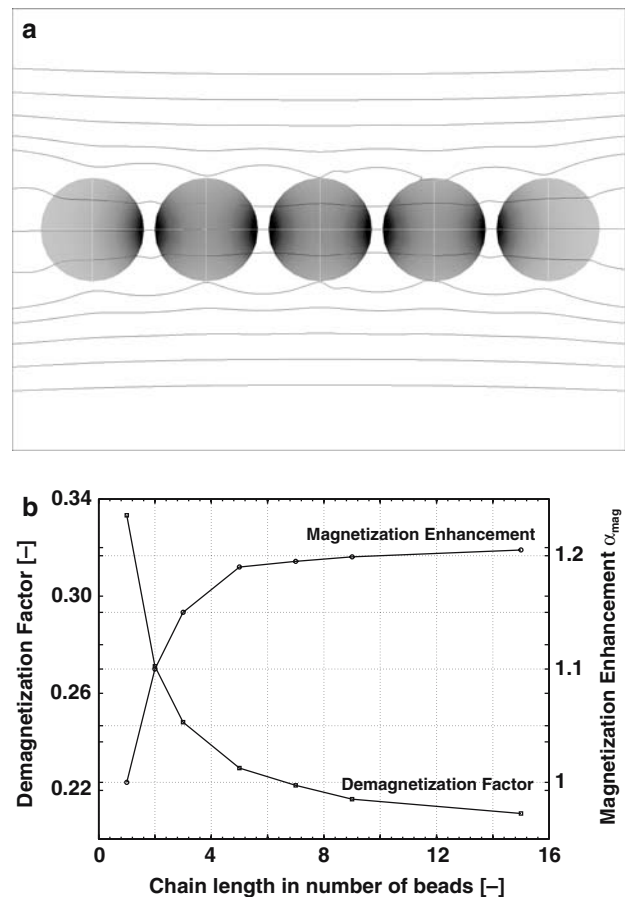 a
b
0.34
0.30
0.26
0.22
Demagnetization Factor [–]
Magnetization Enhancement
Demagnetization Factor
1.2
1.1
1
Magnetization Enhancement αmag
0 4 8 12 16
Chain length in number of beads [–]